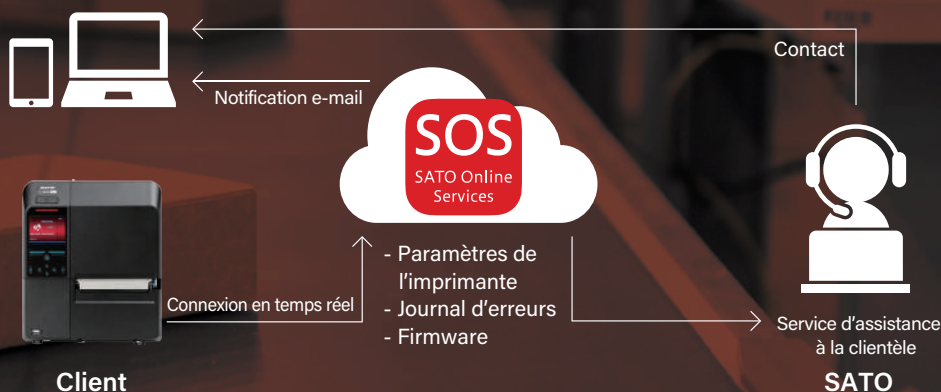 Contact
Notification e-mail
SOS
SATO Online
Services
- Paramètres de
l'imprimante
- Journal d'erreurs
- Firmware
Connexion en temps réel
Service d'assistance
à la clientèle
Client
SATO